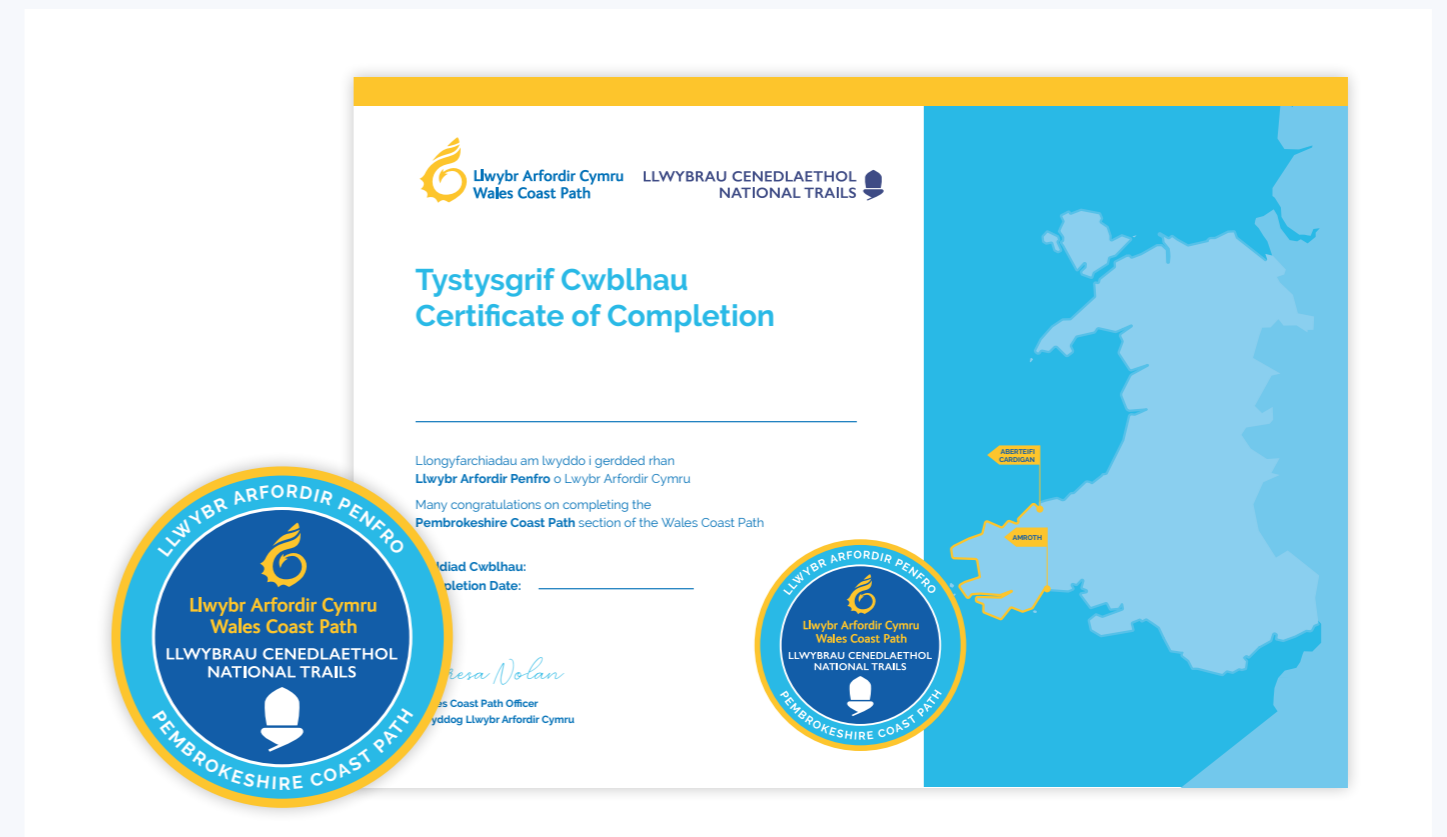 Llwybr Arfordir Cymru
Wales Coast Path
LLWYBRAU CENEDLAETHOL
NATIONAL TRAILS
Tystysgrif Cwblhau
Certificate of Completion
Llongyfarchiadau am lwyddo i gerdded rhan
Llwybr Arfordir Penfro o Lwybr Arfordir Cymru
Many congratulations on completing the
Pembrokeshire Coast Path section of the Wales Coast Path
Cwblhau:
Date:
Nolan
Coast Path Officer
Llwybr Arfordir Cymru
LLWYBR ARFORDIR PENFRO
Llwybr Arfordir Cymru
Wales Coast Path
LLWYBRAU CENEDLAETHOL
NATIONAL TRAILS
PEMBROKESHIRE COAST PATH
LLWYBR ARFORDIR PENFRO
Llwybr Arfordir Cymru
Wales Coast Path
LLWYBRAU CENEDLAETHOL
NATIONAL TRAILS
PEMBROKESHIRE COAST PATH
ABERTEIFI
CARDIGAN
AMROTH